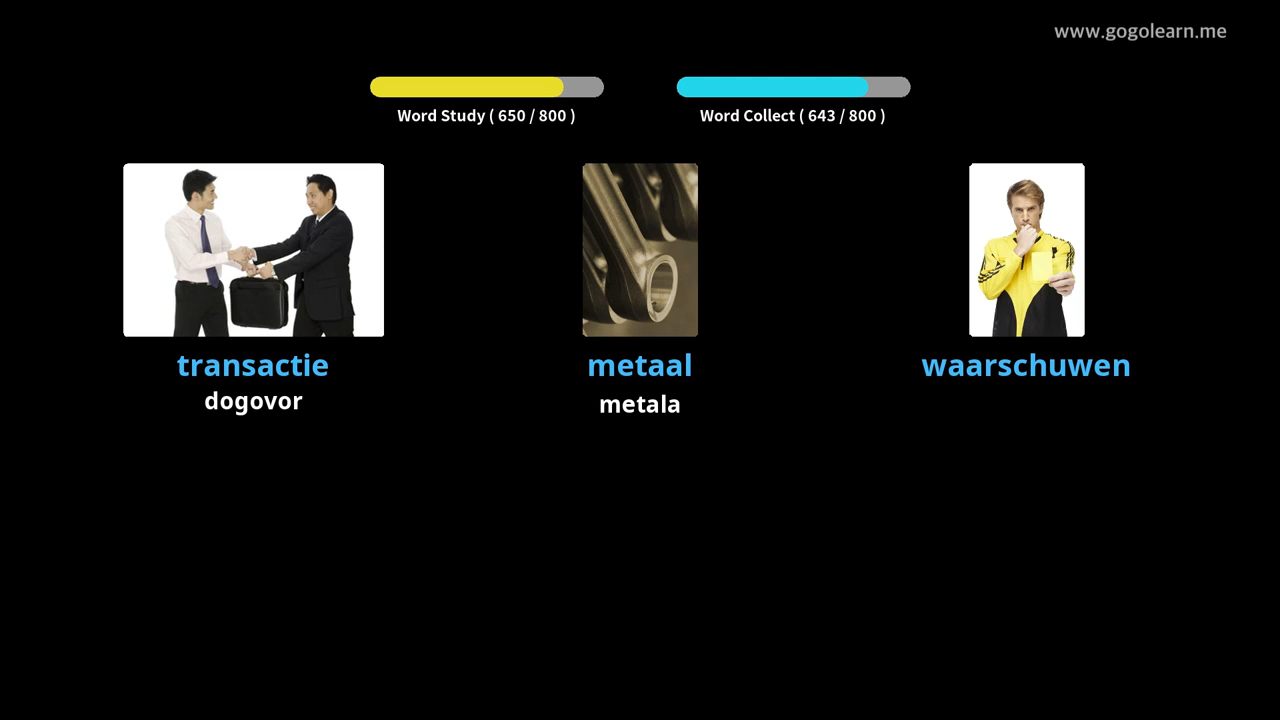 www.gogolearn.me
Word Study ( 650 / 800 )
Word Collect ( 643 / 800 )
transactie
metaal
waarschuwen
dogovor
metala